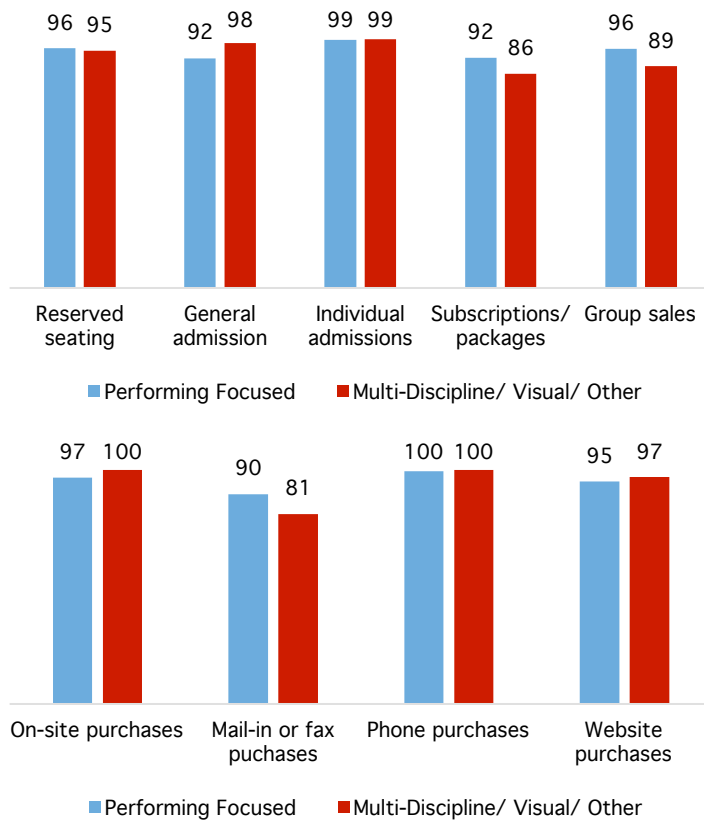 96 95 92 98 99 99 92 86 96 89
Reserved seating
General admission
Individual admissions
Subscriptions/ packages
Group sales
Performing Focused Multi-Discipline/ Visual/ Other
97 100 90 81 100 100 95 97
On-site purchases
Mail-in or fax puchases
Phone purchases
Website purchases
Performing Focused Multi-Discipline/ Visual/ Other